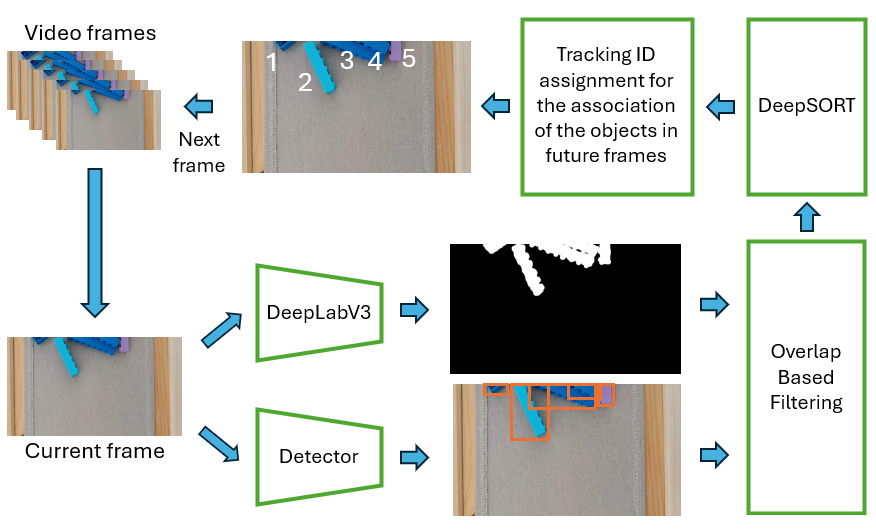 Video frames
1
2
3
4
5
Next
frame
Tracking ID
assignment for
the association
of the objects in
future frames
DeepSORT
DeepLabV3
Overlap
Based
Filtering
Current frame
Detector